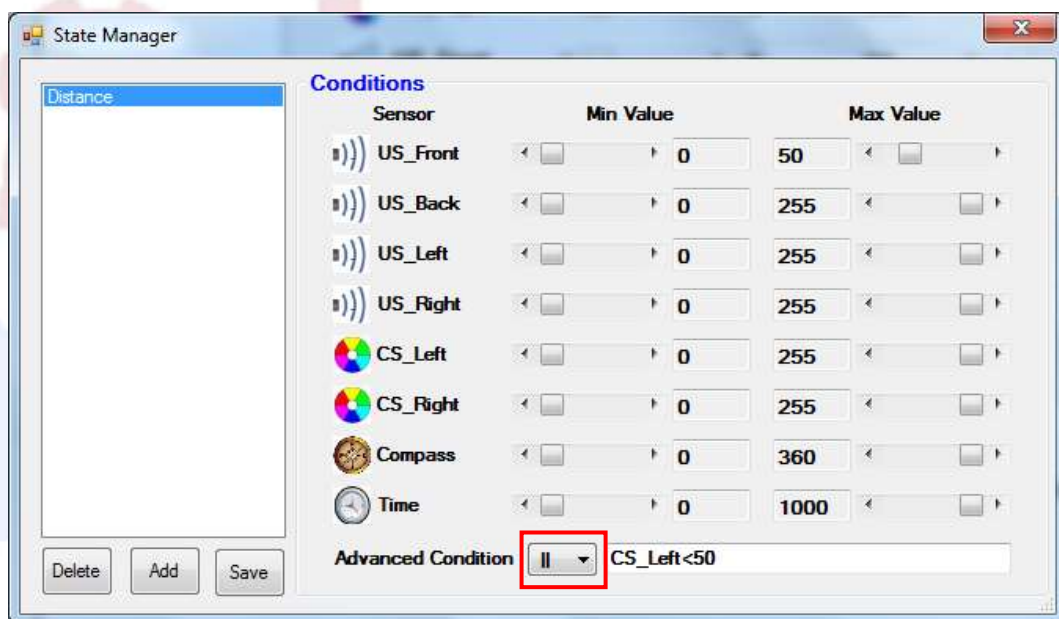 State Manager
Distance
Conditions
Sensor Min Value Max Value
US_Front 0 50
US_Back 0 255
US_Left 0 255
US_Right 0 255
CS_Left 0 255
CS_Right 0 255
Compass 0 360
Time 0 1000
Advanced Condition || CS_Left<50
Delete Add Save